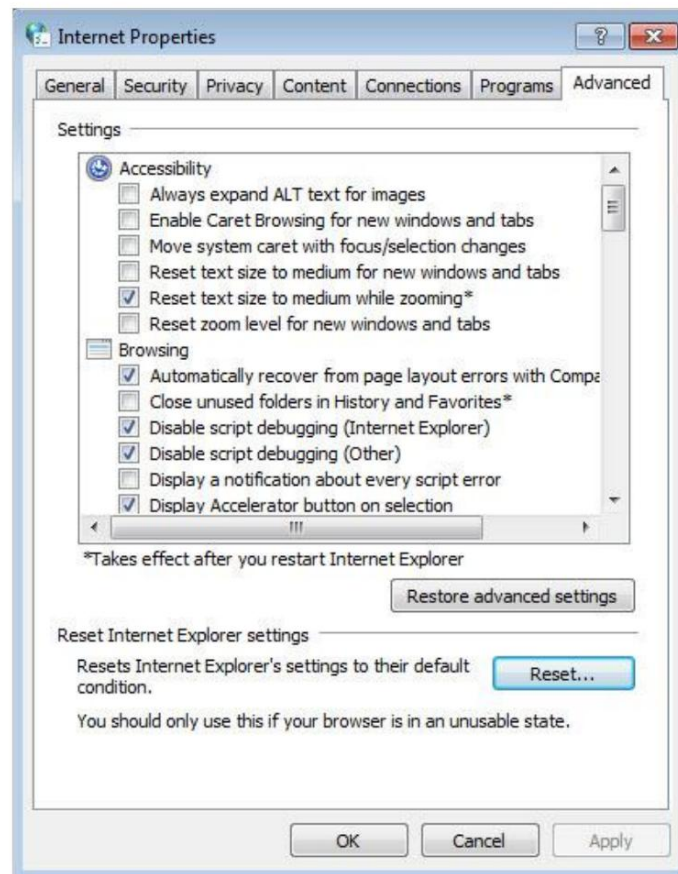 Internet Properties
General Security Privacy Content Connections Programs Advanced
Settings
Accessibility
Always expand ALT text for images
Enable Caret Browsing for new windows and tabs
Move system caret with focus/selection changes
Reset text size to medium for new windows and tabs
Reset text size to medium while zooming*
Reset zoom level for new windows and tabs
Browsing
Automatically recover from page layout errors with Compa
Close unused folders in History and Favorites*
Disable script debugging (Internet Explorer)
Disable script debugging (Other)
Display a notification about every script error
Display Accelerator button on selection
*Takes effect after you restart Internet Explorer
Restore advanced settings
Reset Internet Explorer settings
Resets Internet Explorer's settings to their default
condition.
Reset...
You should only use this if your browser is in an unusable state.
OK Cancel Apply